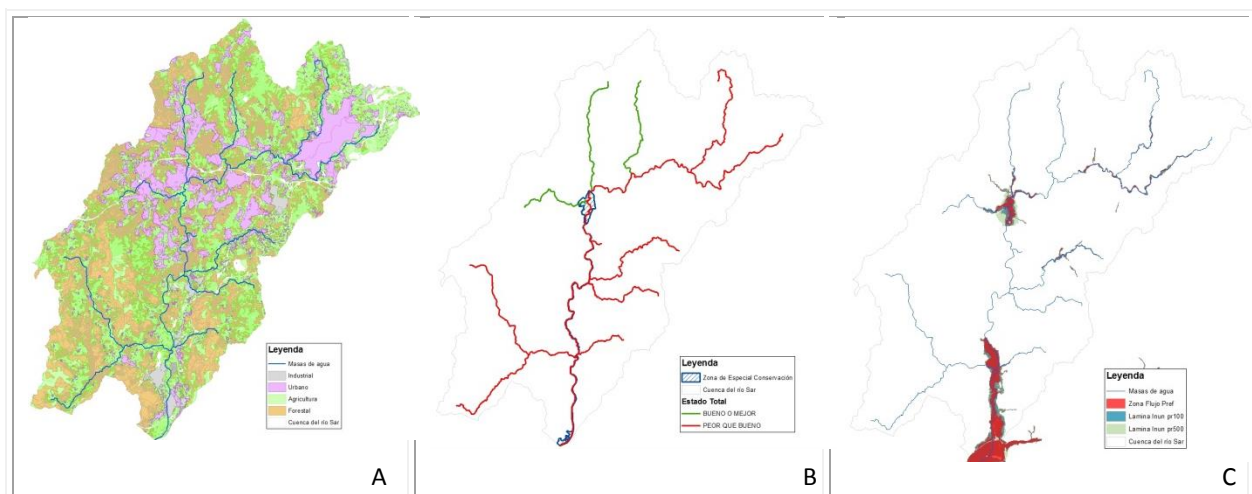 Leyenda
Masas de agua
Industrial
Urbano
Agricultura
Forestal
Cuenca del río Sar
A
Leyenda
Zona de Especial Conservación
Cuenca del río Sar
Estado Total
BUENO O MEJOR
PEOR QUE BUENO
B
Leyenda
Masas de agua
Zona Flujo Pref
Lamina Inun pr100
Lamina Inun pr500
Cuenca del río Sar
C